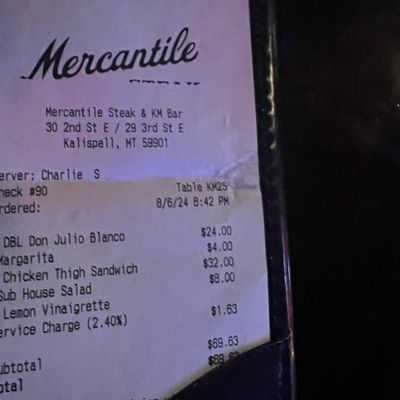 Mercantile
Mercantile Steak & KM Bar
30 2nd St E / 29 3rd St E
Kalispell, MT 59901
erver: Charlie S
heck #90 Table KM25
rdered: 8/6/24 8:42 PM
DBL Don Julio Blanco $24.00
Margarita $4.00
Chicken Thigh Sandwich $32.00
Sub House Salad $8.00
Lemon Vinaigrette
ervice Charge (2.40%) $1.63
ubtotal $69.63
otal $69.63